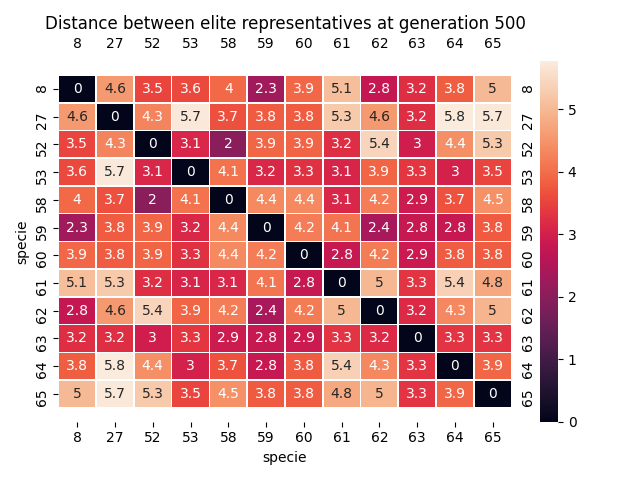 Distance between elite representatives at generation 500
8 27 52 53 58 59 60 61 62 63 64 65
8 0 4.6 3.5 3.6 4 2.3 3.9 5.1 2.8 3.2 3.8 5 8
27 4.6 0 4.3 5.7 3.7 3.8 3.8 5.3 4.6 3.2 5.8 5.7 27
52 3.5 4.3 0 3.1 2 3.9 3.9 3.2 5.4 3 4.4 5.3 52
53 3.6 5.7 3.1 0 4.1 3.2 3.3 3.1 3.9 3.3 3 3.5 53
58 4 3.7 2 4.1 0 4.4 4.4 3.1 4.2 2.9 3.7 4.5 58
59 2.3 3.8 3.9 3.2 4.4 0 4.2 4.1 2.4 2.8 2.8 3.8 59
60 3.9 3.8 3.9 3.3 4.4 4.2 0 2.8 4.2 2.9 3.8 3.8 60
61 5.1 5.3 3.2 3.1 3.1 4.1 2.8 0 5 3.3 5.4 4.8 61
62 2.8 4.6 5.4 3.9 4.2 2.4 4.2 5 0 3.2 4.3 5 62
63 3.2 3.2 3 3.3 2.9 2.8 2.9 3.3 3.2 0 3.3 3.3 63
64 3.8 5.8 4.4 3 3.7 2.8 3.8 5.4 4.3 3.3 0 3.9 64
65 5 5.7 5.3 3.5 4.5 3.8 3.8 4.8 5 3.3 3.9 0 65
8 27 52 53 58 59 60 61 62 63 64 65
specie
specie
5
4
3
2
1
0